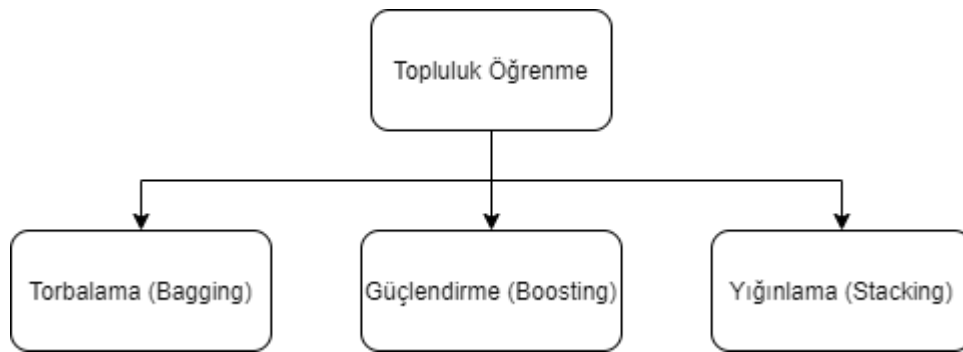 Topluluk Öğrenme
Torbalama (Bagging)
Güçlendirme (Boosting)
Yığınlama (Stacking)